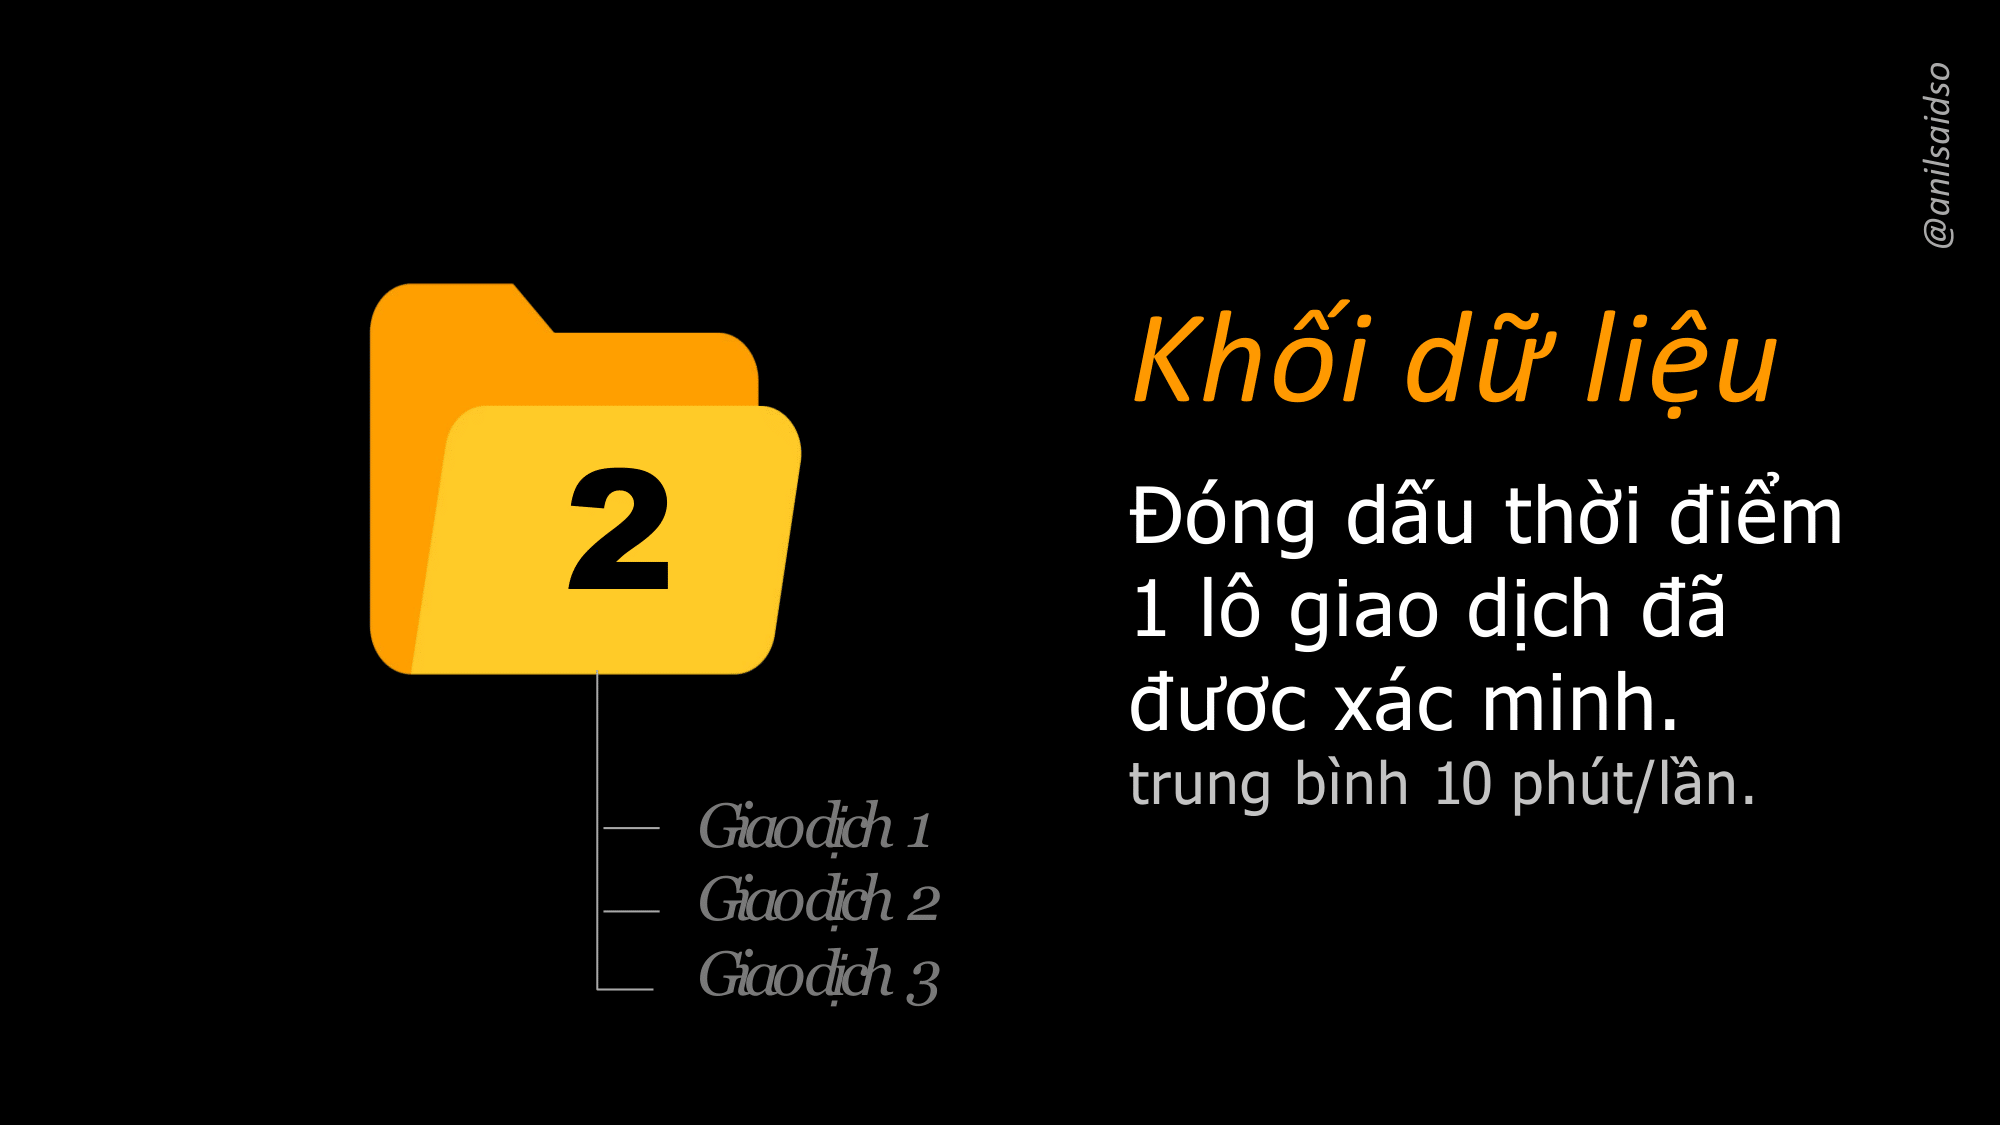 @anilsaidso
Khối dữ liệu
Đóng dấu thời điểm
1 lô giao dịch đã
đươc xác minh.
trung bình 10 phút/lần.
2
Giao dịch 1
Giao dịch 2
Giao dịch 3